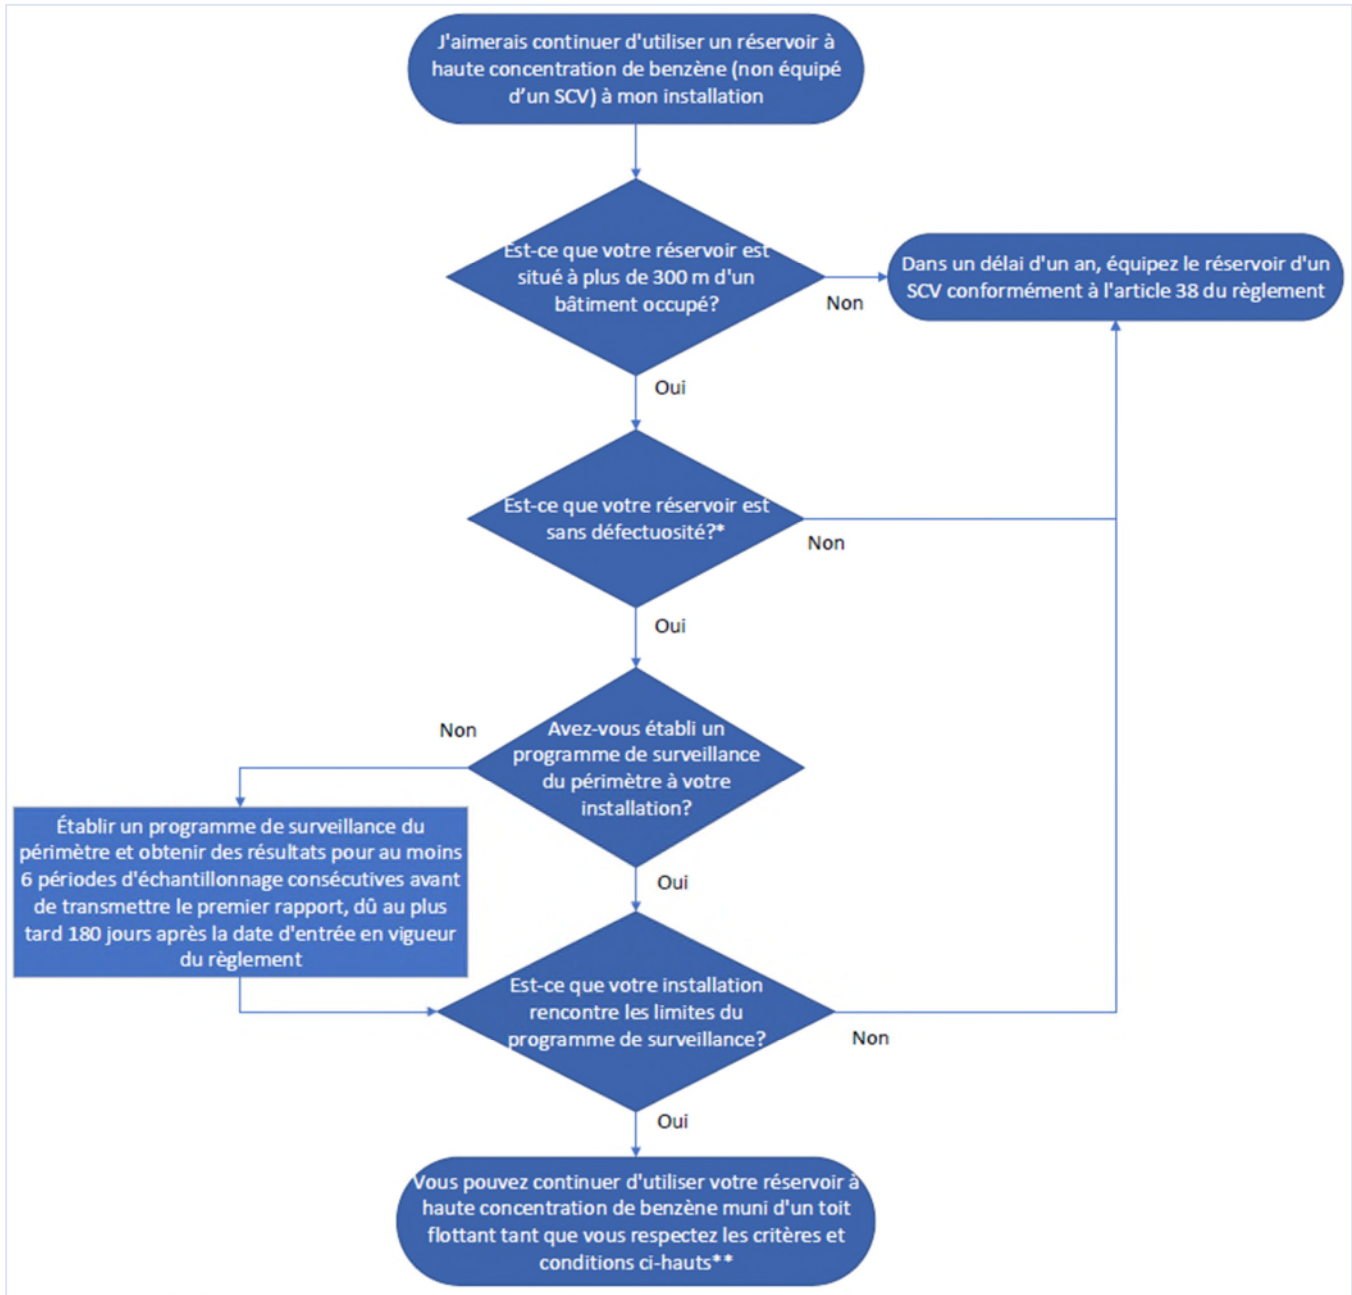 J'aimerais continuer d'utiliser un réservoir à
haute concentration de benzène (non équipé
d’un SCV) à mon installation
Est-ce que votre réservoir est
situé à plus de 300 m d'un
bâtiment occupé?
Non
Dans un délai d'un an, équipez le réservoir d'un
SCV conformément à l'article 38 du règlement
Oui
Est-ce que votre réservoir est
sans défectuosité?*
Non
Oui
Avez-vous établi un
programme de surveillance
du périmètre à votre
installation?
Non
Établir un programme de surveillance du
périmètre et obtenir des résultats pour au moins
6 périodes d'échantillonnage consécutives avant
de transmettre le premier rapport, dû au plus
tard 180 jours après la date d'entrée en vigueur
du règlement
Oui
Est-ce que votre installation
rencontre les limites du
programme de surveillance?
Non
Oui
Vous pouvez continuer d'utiliser votre réservoir à
haute concentration de benzène muni d'un toit
flottant tant que vous respectez les critères et
conditions ci-hauts**